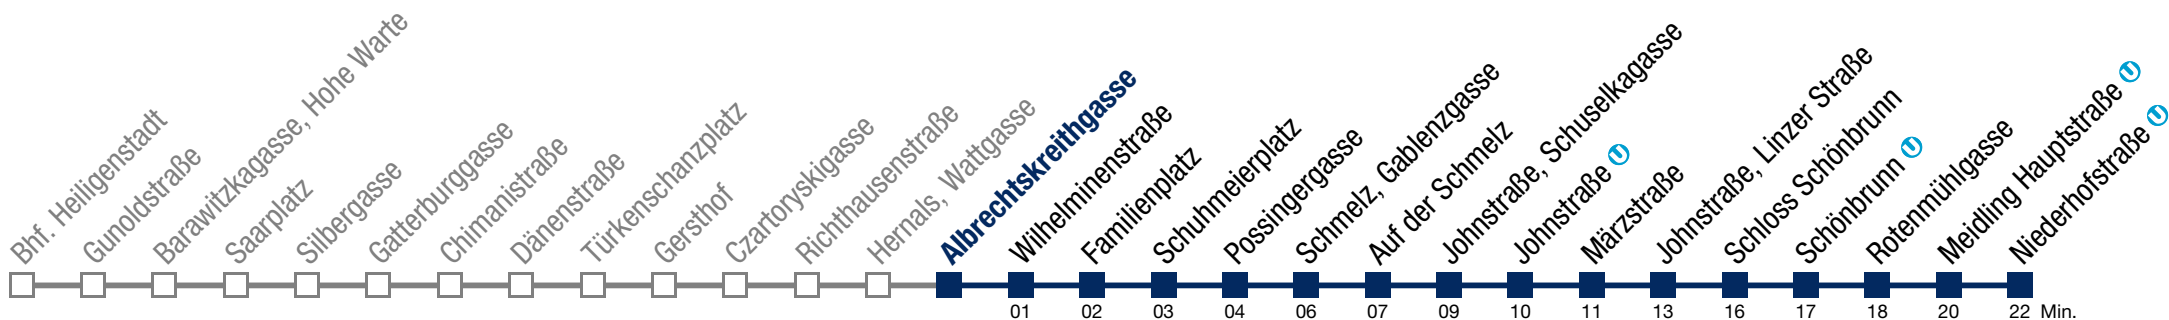 Bhf. Heiligenstadt
Gunoldstraße
Barawitzkagasse, Hohe Warte
Saarplatz
Silbergasse
Gatterburggasse
Chimanistraße
Dänenstraße
Türkenschanzplatz
Gersthof
Czartoryskigasse
Richthausenstraße
Hernals, Wattgasse
Albrechtskreithgasse
Wilhelminenstraße
Familienplatz
Schuhmeierplatz
Possingergasse
Schmelz, Gablenzgasse
Auf der Schmelz
Johnstraße, Schuselkagasse
Johnstraße U
Märzstraße
Johnstraße, Linzer Straße
Schloss Schönbrunn
Schönbrunn U
Rotenmühlgasse
Meidling Hauptstraße U
Niederhofstraße U
01 02 03 04 06 07 09 10 11 13 16 17 18 20 22 Min.